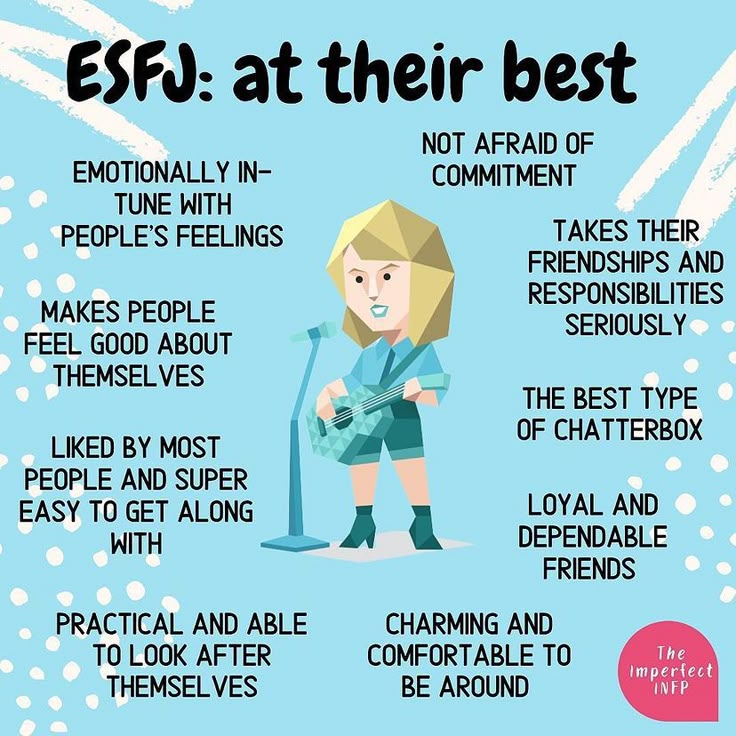 ESFJ: at their best
NOT AFRAID OF
COMMITMENT
EMOTIONALLY IN-
TUNE WITH
PEOPLE'S FEELINGS
TAKES THEIR
FRIENDSHIPS AND
RESPONSIBILITIES
SERIOUSLY
MAKES PEOPLE
FEEL GOOD ABOUT
THEMSELVES
THE BEST TYPE
OF CHATTERBOX
LIKED BY MOST
PEOPLE AND SUPER
EASY TO GET ALONG
WITH
LOYAL AND
DEPENDABLE
FRIENDS
PRACTICAL AND ABLE
TO LOOK AFTER
THEMSELVES
CHARMING AND
COMFORTABLE TO
BE AROUND
The
Imperfect
INFP